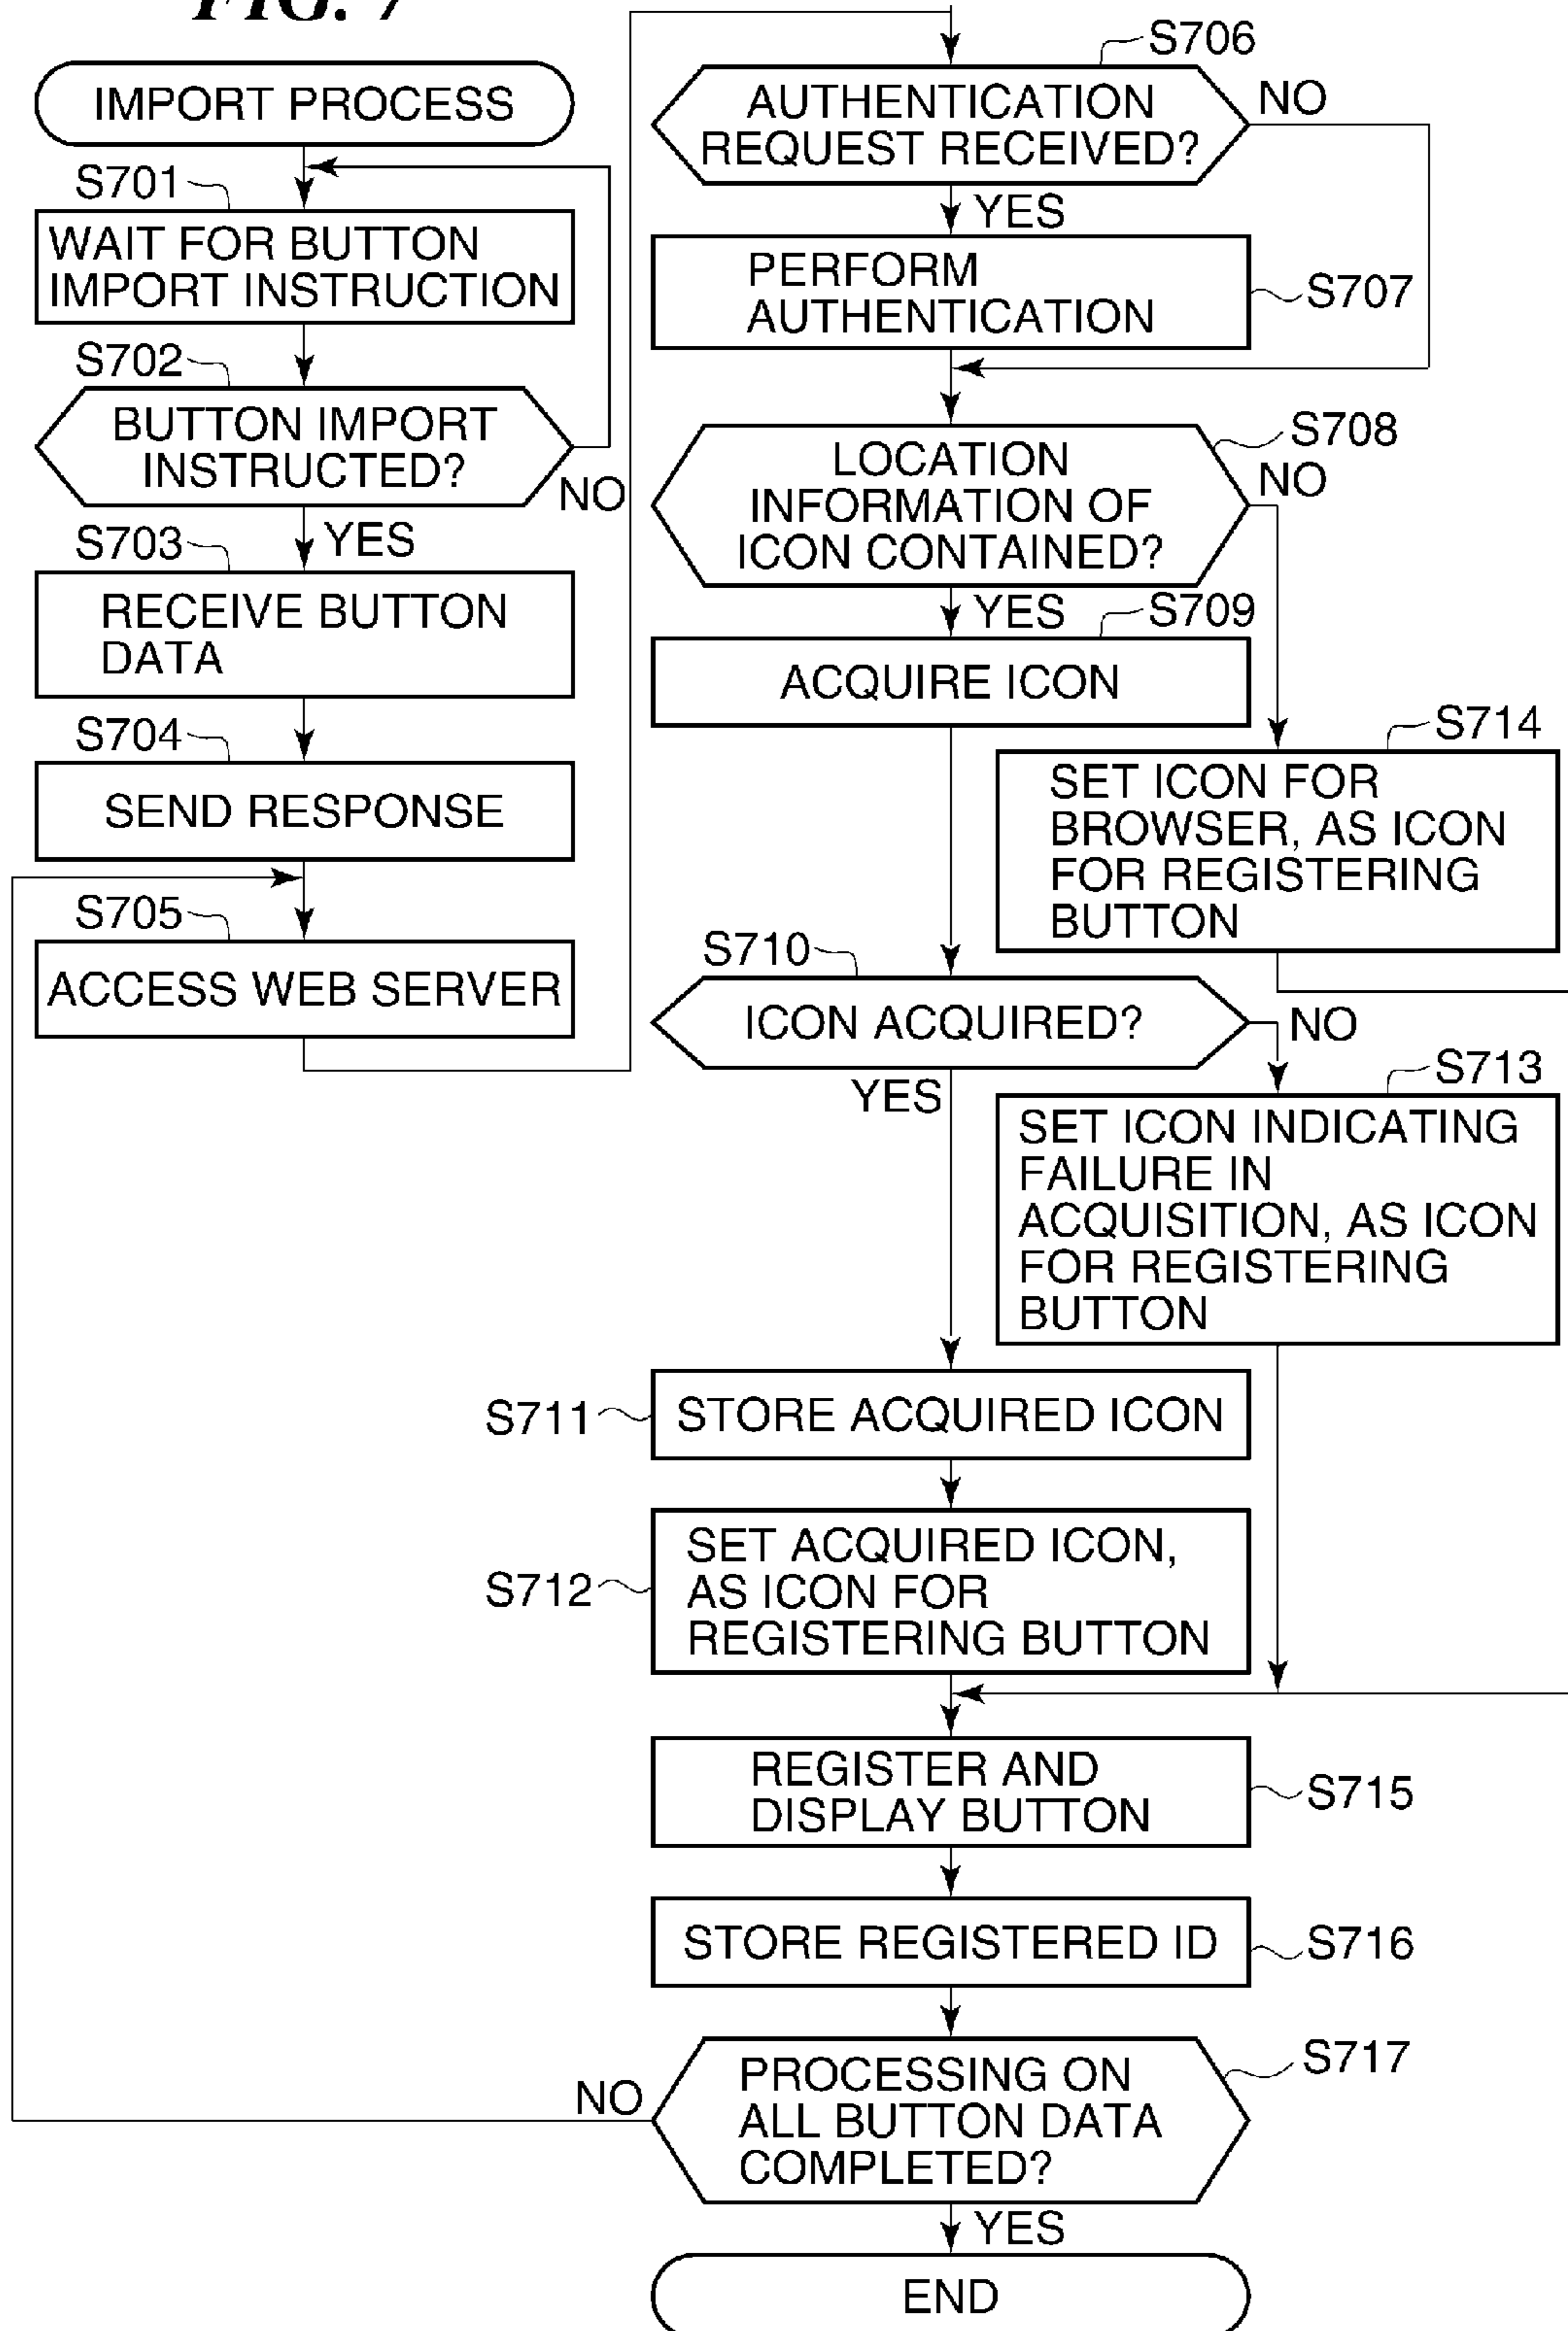 FIG. 7
IMPORT PROCESS
S701
WAIT FOR BUTTON
IMPORT INSTRUCTION
S702
BUTTON IMPORT
INSTRUCTED?
NO
YES
S703
RECEIVE BUTTON
DATA
S704
SEND RESPONSE
S705
ACCESS WEB SERVER
S706
AUTHENTICATION
REQUEST RECEIVED?
NO
YES
PERFORM
AUTHENTICATION
S707
S708
LOCATION
INFORMATION OF
ICON CONTAINED?
NO
YES
S709
ACQUIRE ICON
S714
SET ICON FOR
BROWSER, AS ICON
FOR REGISTERING
BUTTON
S710
ICON ACQUIRED?
NO
YES
S713
SET ICON INDICATING
FAILURE IN
ACQUISITION, AS ICON
FOR REGISTERING
BUTTON
S711
STORE ACQUIRED ICON
S712
SET ACQUIRED ICON,
AS ICON FOR
REGISTERING BUTTON
REGISTER AND
DISPLAY BUTTON
S715
STORE REGISTERED ID
S716
S717
PROCESSING ON
ALL BUTTON DATA
COMPLETED?
NO
YES
END